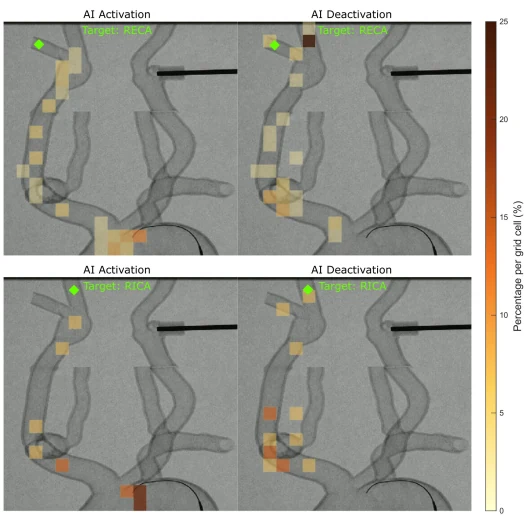 AI Activation
AI Deactivation
Target: RECA
Target: RECA
AI Activation
AI Deactivation
Target: RICA
Target: RICA
25
20
15
10
5
0
Percentage per grid cell (%)